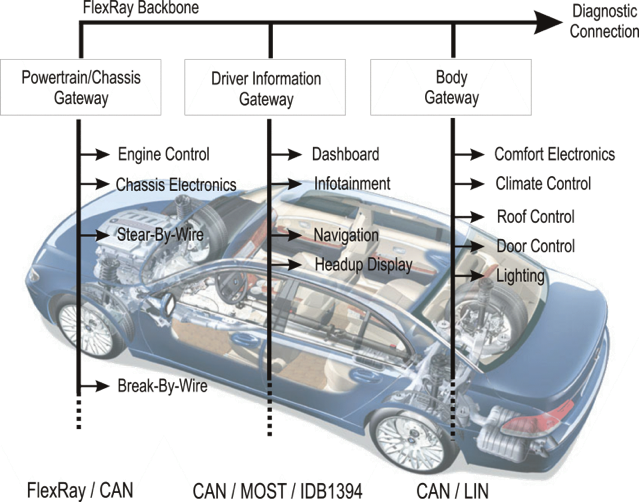 FlexRay Backbone
Diagnostic
Connection
Powertrain/Chassis
Gateway
Driver Information
Gateway
Body
Gateway
Engine Control
Chassis Electronics
Stear-By-Wire
Break-By-Wire
Dashboard
Infotainment
Navigation
Headup Display
Comfort Electronics
Climate Control
Roof Control
Door Control
Lighting
FlexRay / CAN
CAN / MOST / IDB1394
CAN / LIN